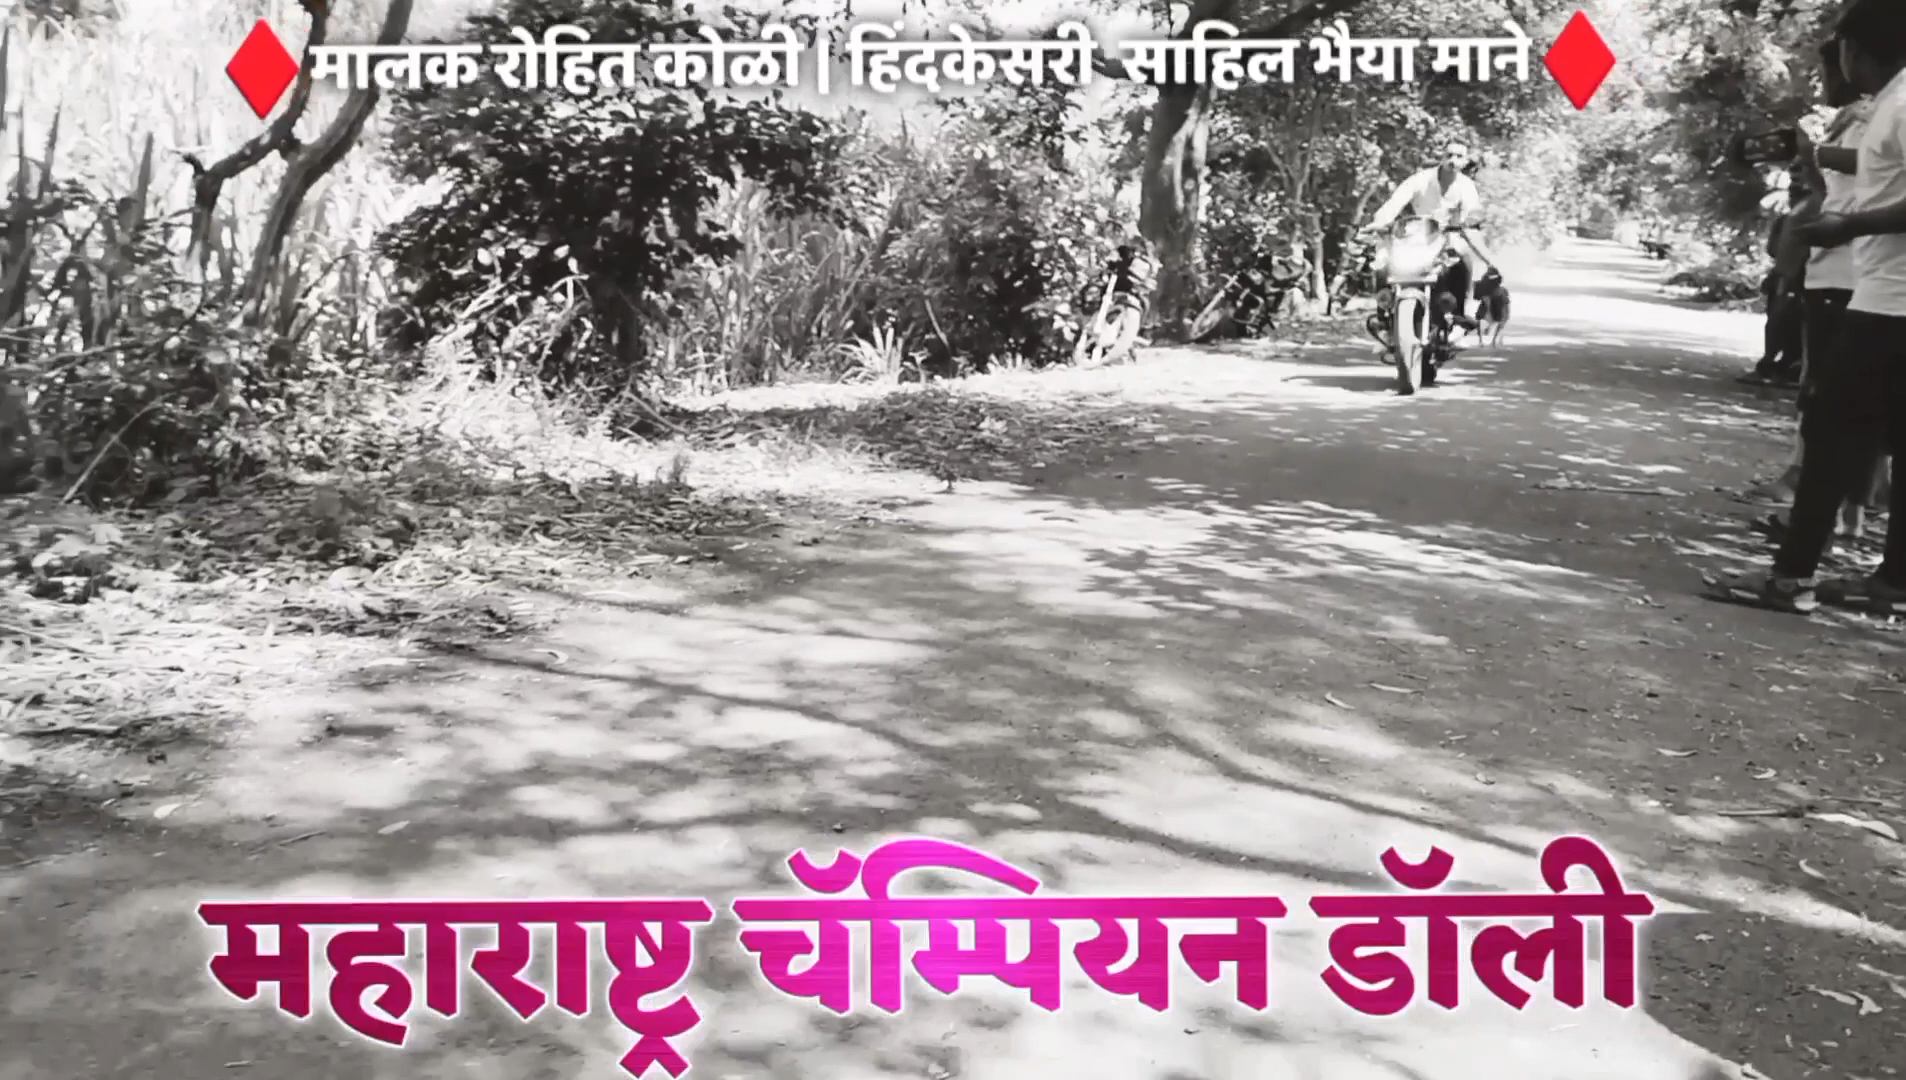 मालक रोहित कोळी | हिंदकेसरी साहिल भैया माने
महाराष्ट्र चॅम्पियन डॉली